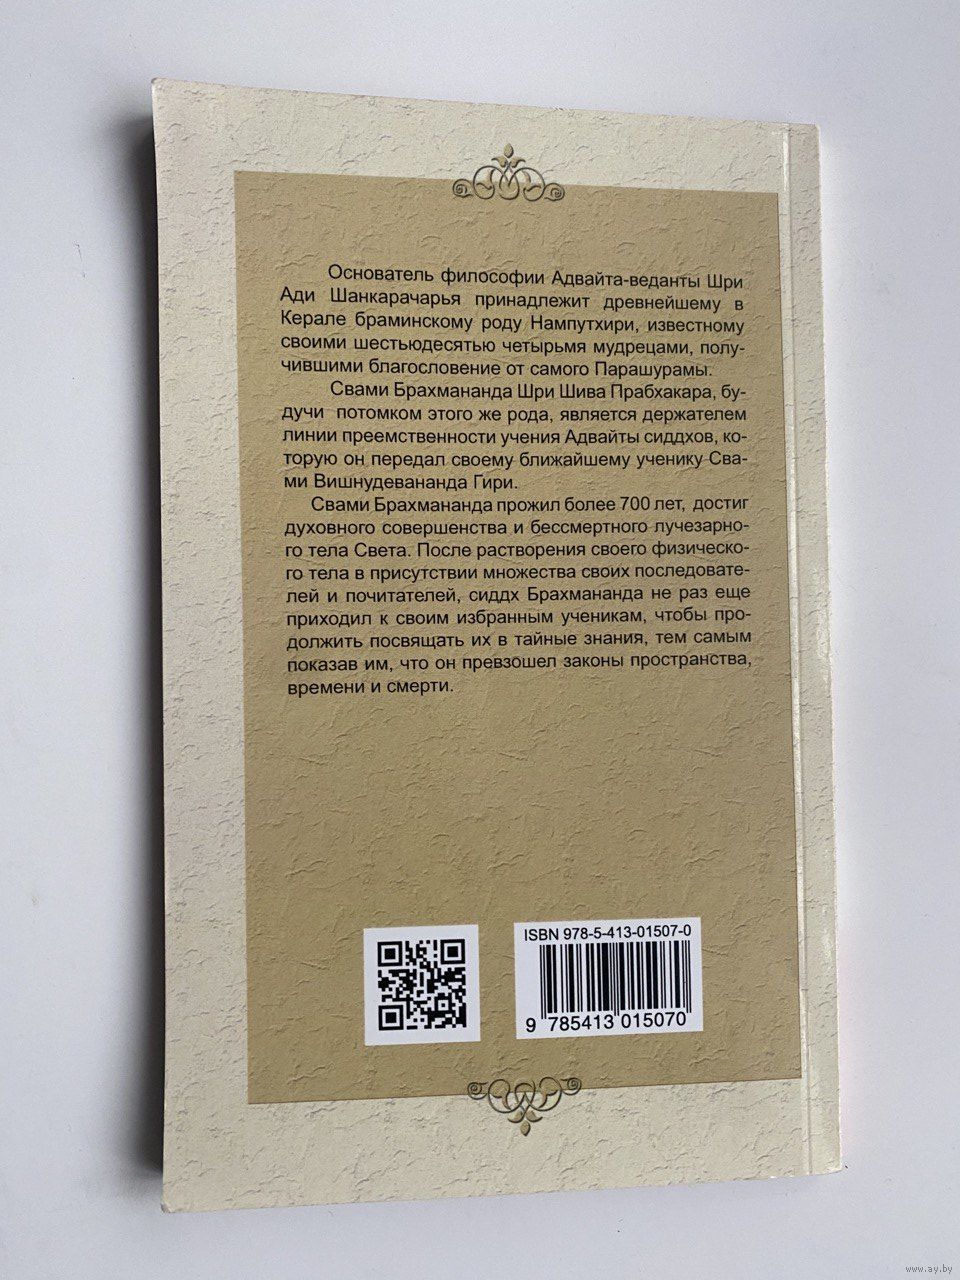 Основатель философии Адвайта-веданты Шри
Ади Шанкарачарья принадлежит древнейшему в
Керале браминскому роду Нампутхири, известному
своими шестьюдесятью четырьмя мудрецами, полу-
чившими благословение от самого Парашурамы.
Свами Брахмананда Шри Шива Прабхакара, бу-
дучи потомком этого же рода, является держателем
линии преемственности учения Адвайты сиддхов, ко-
торую он передал своему ближайшему ученику Сва-
ми Вишнудевананда Гири.
Свами Брахмананда прожил более 700 лет, достиг
духовного совершенства и бессмертного лучезарно-
го тела Света. После растворения своего физическо-
го тела в присутствии множества своих последовате-
лей и почитателей, сиддх Брахмананда не раз еще
приходил к своим избранным ученикам, чтобы про-
должить посвящать их в тайные знания, тем самым
показав им, что он превзошел законы пространства,
времени и смерти.
ISBN 978-5-413-01507-0
9 785413 015070
www.ay.by